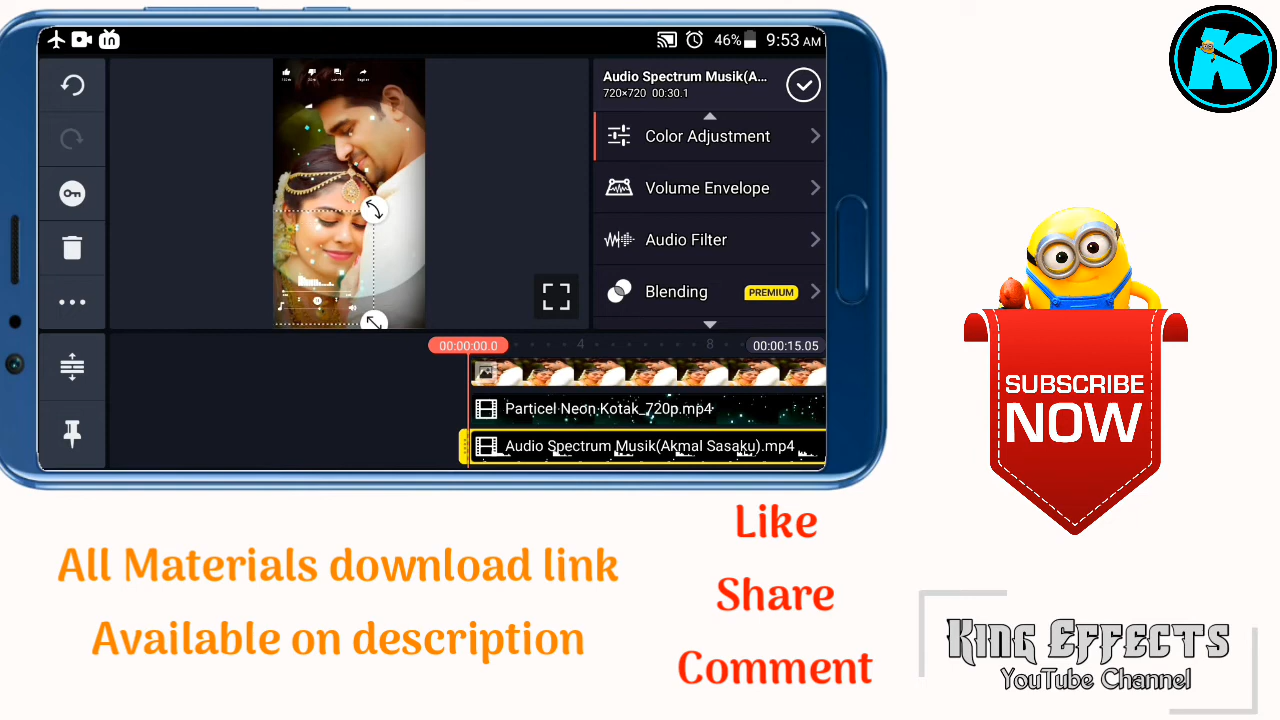 46%
9:53 AM
Audio Spectrum Musik(A...
720×720 00:30.1
Color Adjustment
Volume Envelope
Audio Filter
Blending
PREMIUM
00:00:00.0
4
8
00:00:15.05
Particel Neon Kotak_720p.mp4
Audio Spectrum Musik(Akmal Sasaku).mp4
K
SUBSCRIBE
NOW
All Materials download link
Available on description
Like
Share
Comment
King Effects
YouTube Channel